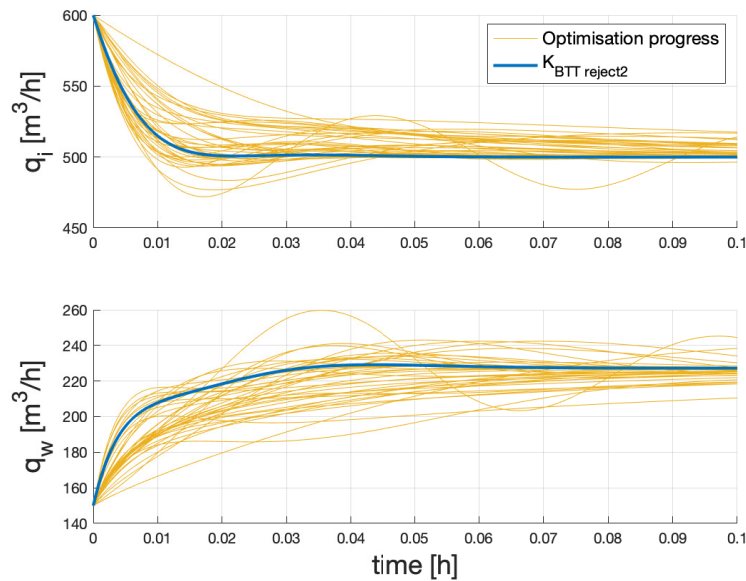 600
550
500
450
q_i [m^3/h]
Optimisation progress
K_BTT reject2
0 0.01 0.02 0.03 0.04 0.05 0.06 0.07 0.08 0.09 0.1
260
240
220
200
180
160
140
q_w [m^3/h]
0 0.01 0.02 0.03 0.04 0.05 0.06 0.07 0.08 0.09 0.1
time [h]